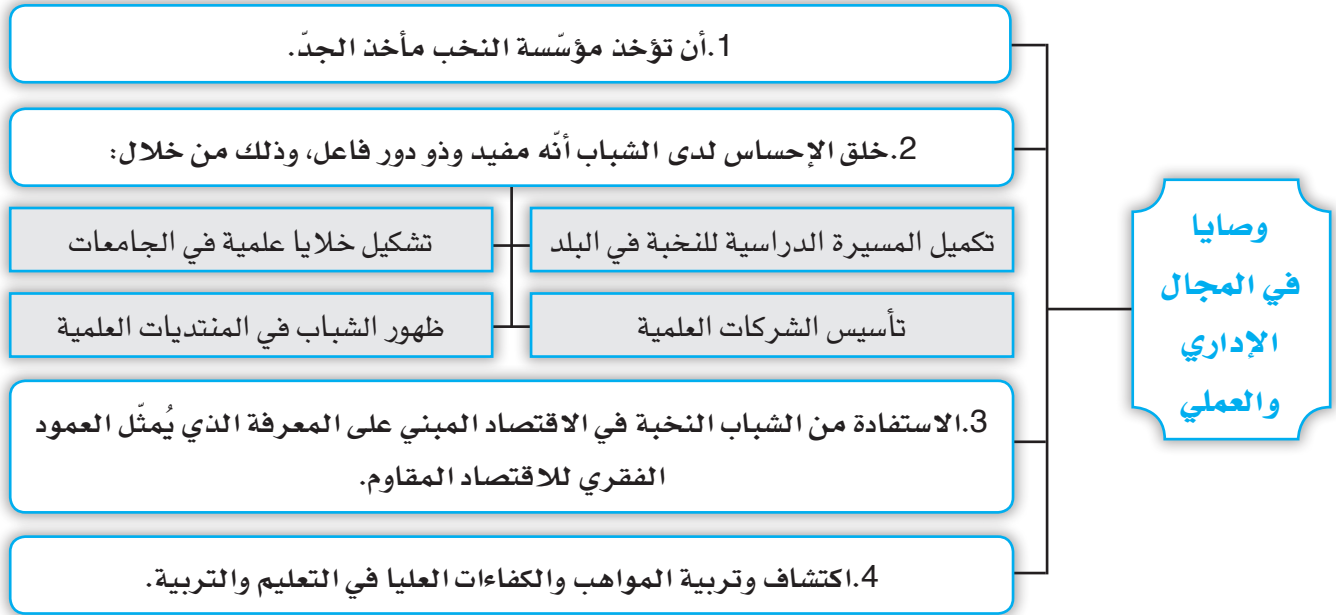 وصايا
في المجال
الإداري
والعملي
1.أن تؤخذ مؤسّسة النخب مأخذ الجدّ.
2.خلق الإحساس لدى الشباب أنّه مفيد وذو دور فاعل، وذلك من خلال:
تكميل المسيرة الدراسية للنخبة في البلد
تشكيل خلايا علمية في الجامعات
تأسيس الشركات العلمية
ظهور الشباب في المنتديات العلمية
3.الاستفادة من الشباب النخبة في الاقتصاد المبني على المعرفة الذي يُمثّل العمود
الفقري للاقتصاد المقاوم.
4.اكتشاف وتربية المواهب والكفاءات العليا في التعليم والتربية.